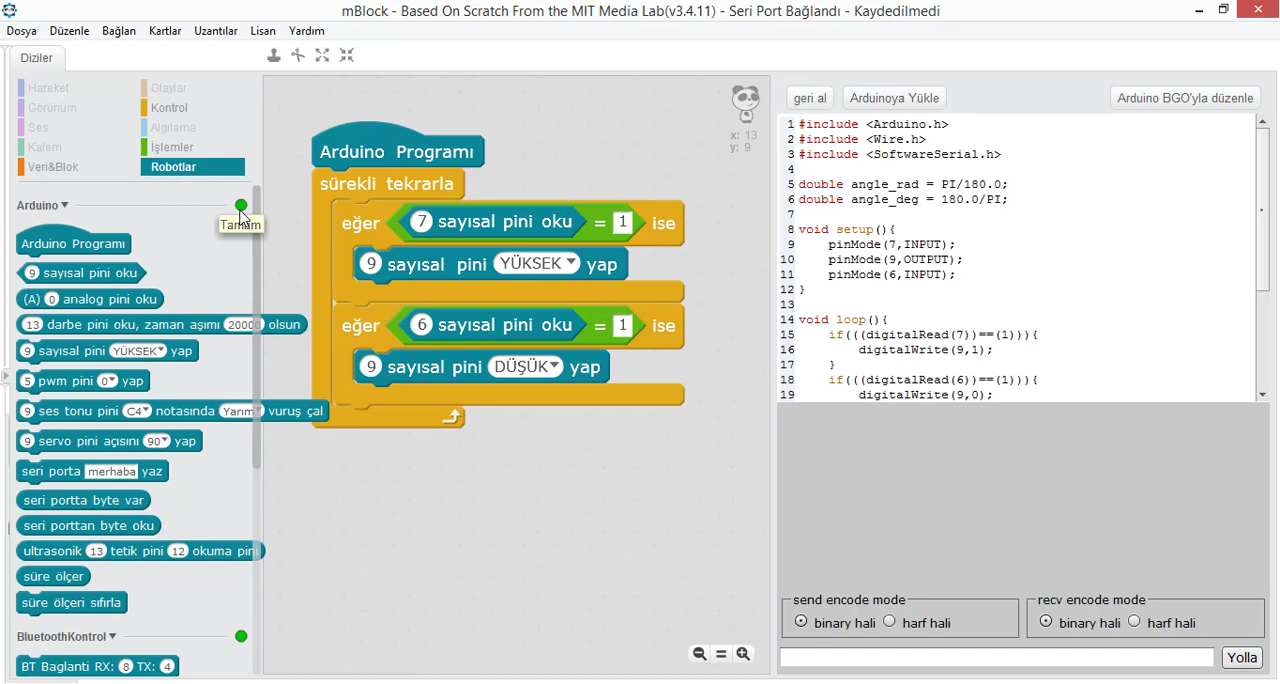 mBlock - Based On Scratch From the MIT Media Lab(v3.4.11) - Seri Port Bağlandı - Kaydedilmedi
Dosya Düzenle Bağlan Kartlar Uzantılar Lisan Yardım
Diziler
Hareket Olaylar
Görünüm Kontrol
Ses Algılama
Kalem İşlemler
Veri&Blok Robotlar
Arduino
Tamam
Arduino Programı
9 sayısal pini oku
(A) 0 analog pini oku
13 darbe pini oku, zaman aşımı 20000 olsun
9 sayısal pini YÜKSEK yap
5 pwm pini 0 yap
9 ses tonu pini C4 notasında Yarım vuruş çal
9 servo pini açısını 90 yap
seri porta merhaba yaz
seri portta byte var
seri porttan byte oku
ultrasonik 13 tetik pini 12 okuma pini
süre ölçer
süre ölçeri sıfırla
BluetoothKontrol
BT Baglanti RX: 8 TX: 4
Arduino Programı
sürekli tekrarla
eğer 7 sayısal pini oku = 1 ise
9 sayısal pini YÜKSEK yap
eğer 6 sayısal pini oku = 1 ise
9 sayısal pini DÜŞÜK yap
x: 13
y: 9
geri al Arduinoya Yükle Arduino BGO'yla düzenle
1 #include <Arduino.h>
2 #include <Wire.h>
3 #include <SoftwareSerial.h>
4
5 double angle_rad = PI/180.0;
6 double angle_deg = 180.0/PI;
7
8 void setup(){
9 pinMode(7,INPUT);
10 pinMode(9,OUTPUT);
11 pinMode(6,INPUT);
12 }
13
14 void loop(){
15 if(((digitalRead(7))==(1))){
16 digitalWrite(9,1);
17 }
18 if(((digitalRead(6))==(1))){
19 digitalWrite(9,0);
send encode mode
binary hali harf hali
recv encode mode
binary hali harf hali
Yolla